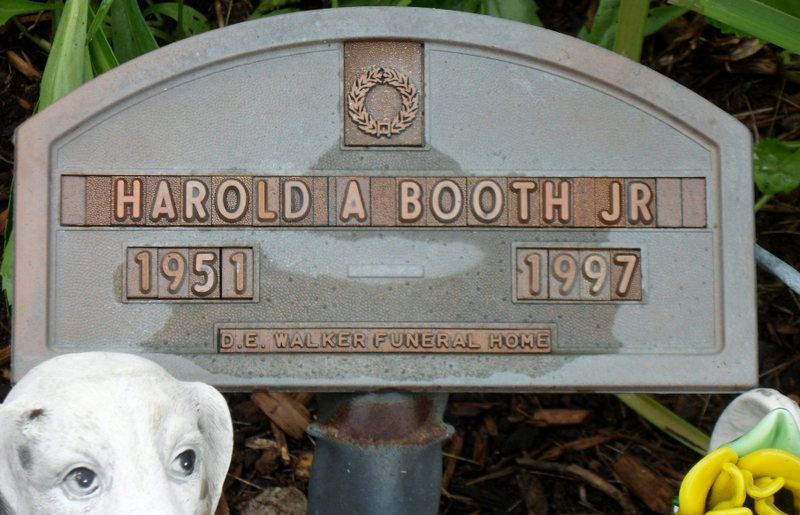 HAROLD A BOOTH JR
1951 1997
D.E. WALKER FUNERAL HOME